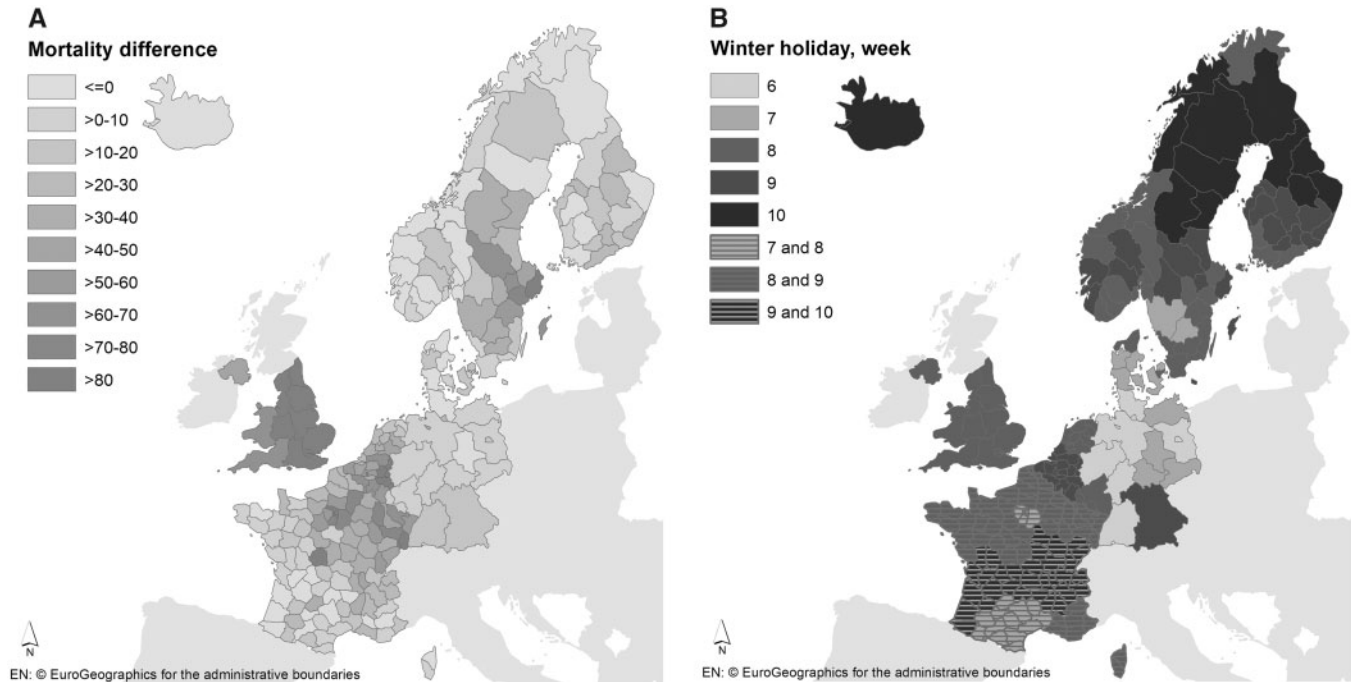 A
Mortality difference
<=0
>0-10
>10-20
>20-30
>30-40
>40-50
>50-60
>60-70
>70-80
>80
N
EN: © EuroGeographics for the administrative boundaries
B
Winter holiday, week
6
7
8
9
10
7 and 8
8 and 9
9 and 10
N
EN: © EuroGeographics for the administrative boundaries